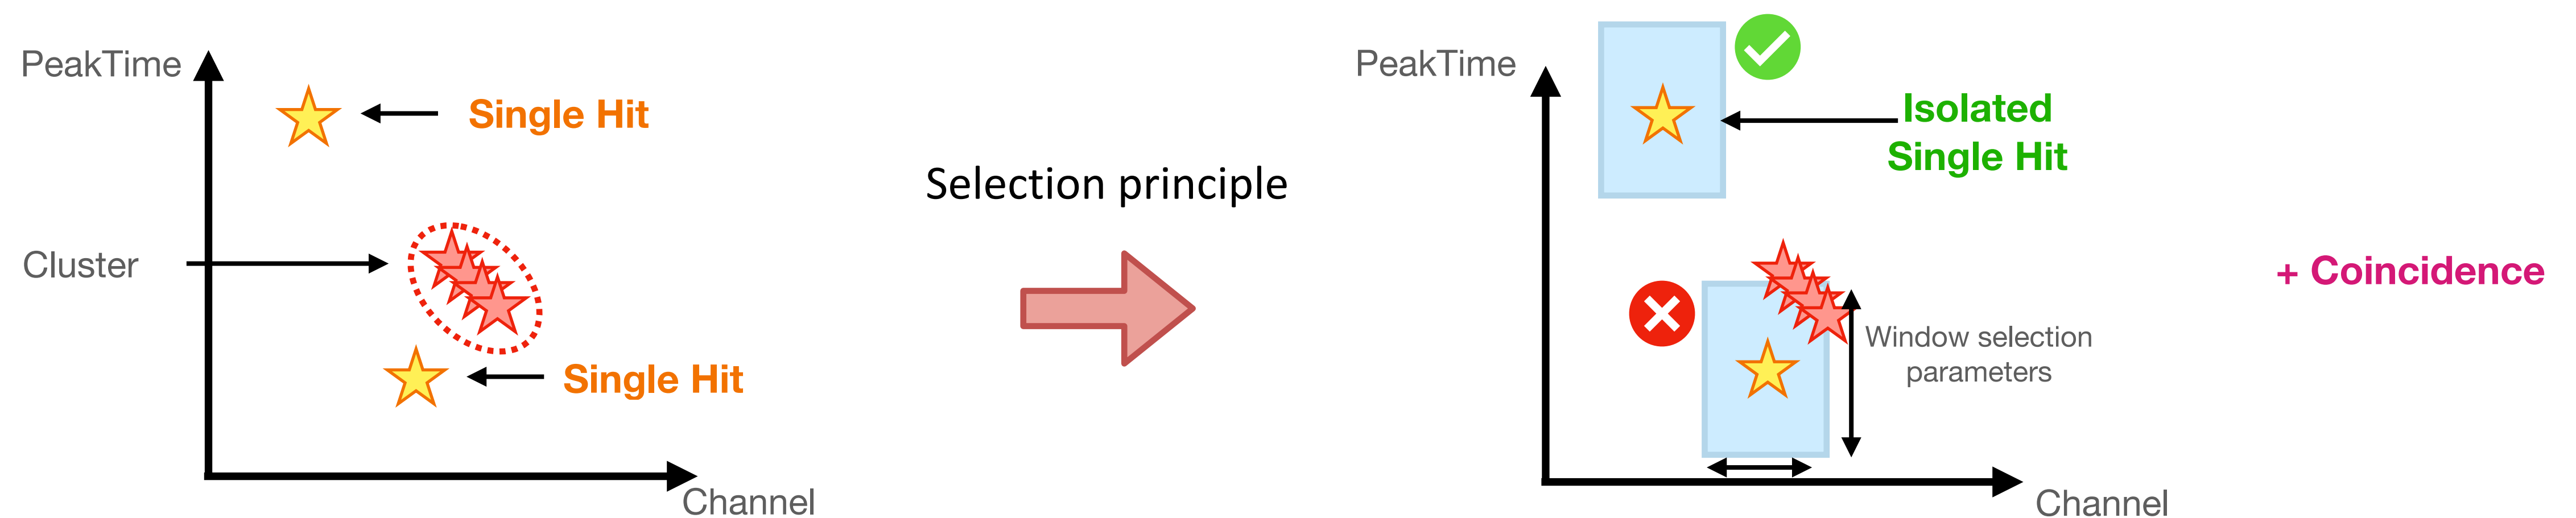 PeakTime
Single Hit
Cluster
Single Hit
Channel
Selection principle
PeakTime
Isolated
Single Hit
Window selection
parameters
Channel
+ Coincidence